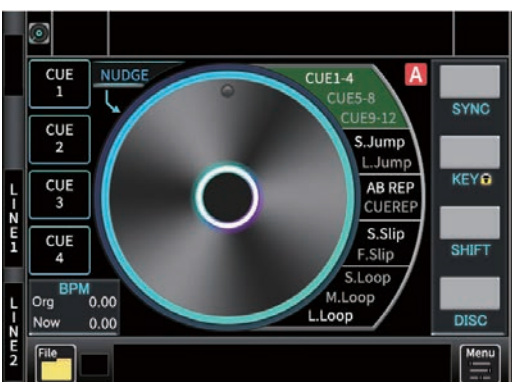 CUE
1
NUDGE
CUE
2
CUE
3
CUE
4
CUE1-4
CUE5-8
CUE9-12
S.Jump
L.Jump
AB REP
CUEREP
S.Slip
F.Slip
S.Loop
M.Loop
L.Loop
A
SYNC
KEY
SHIFT
DISC
LINE1
LINE2
BPM
Org 0.00
Now 0.00
File
Menu